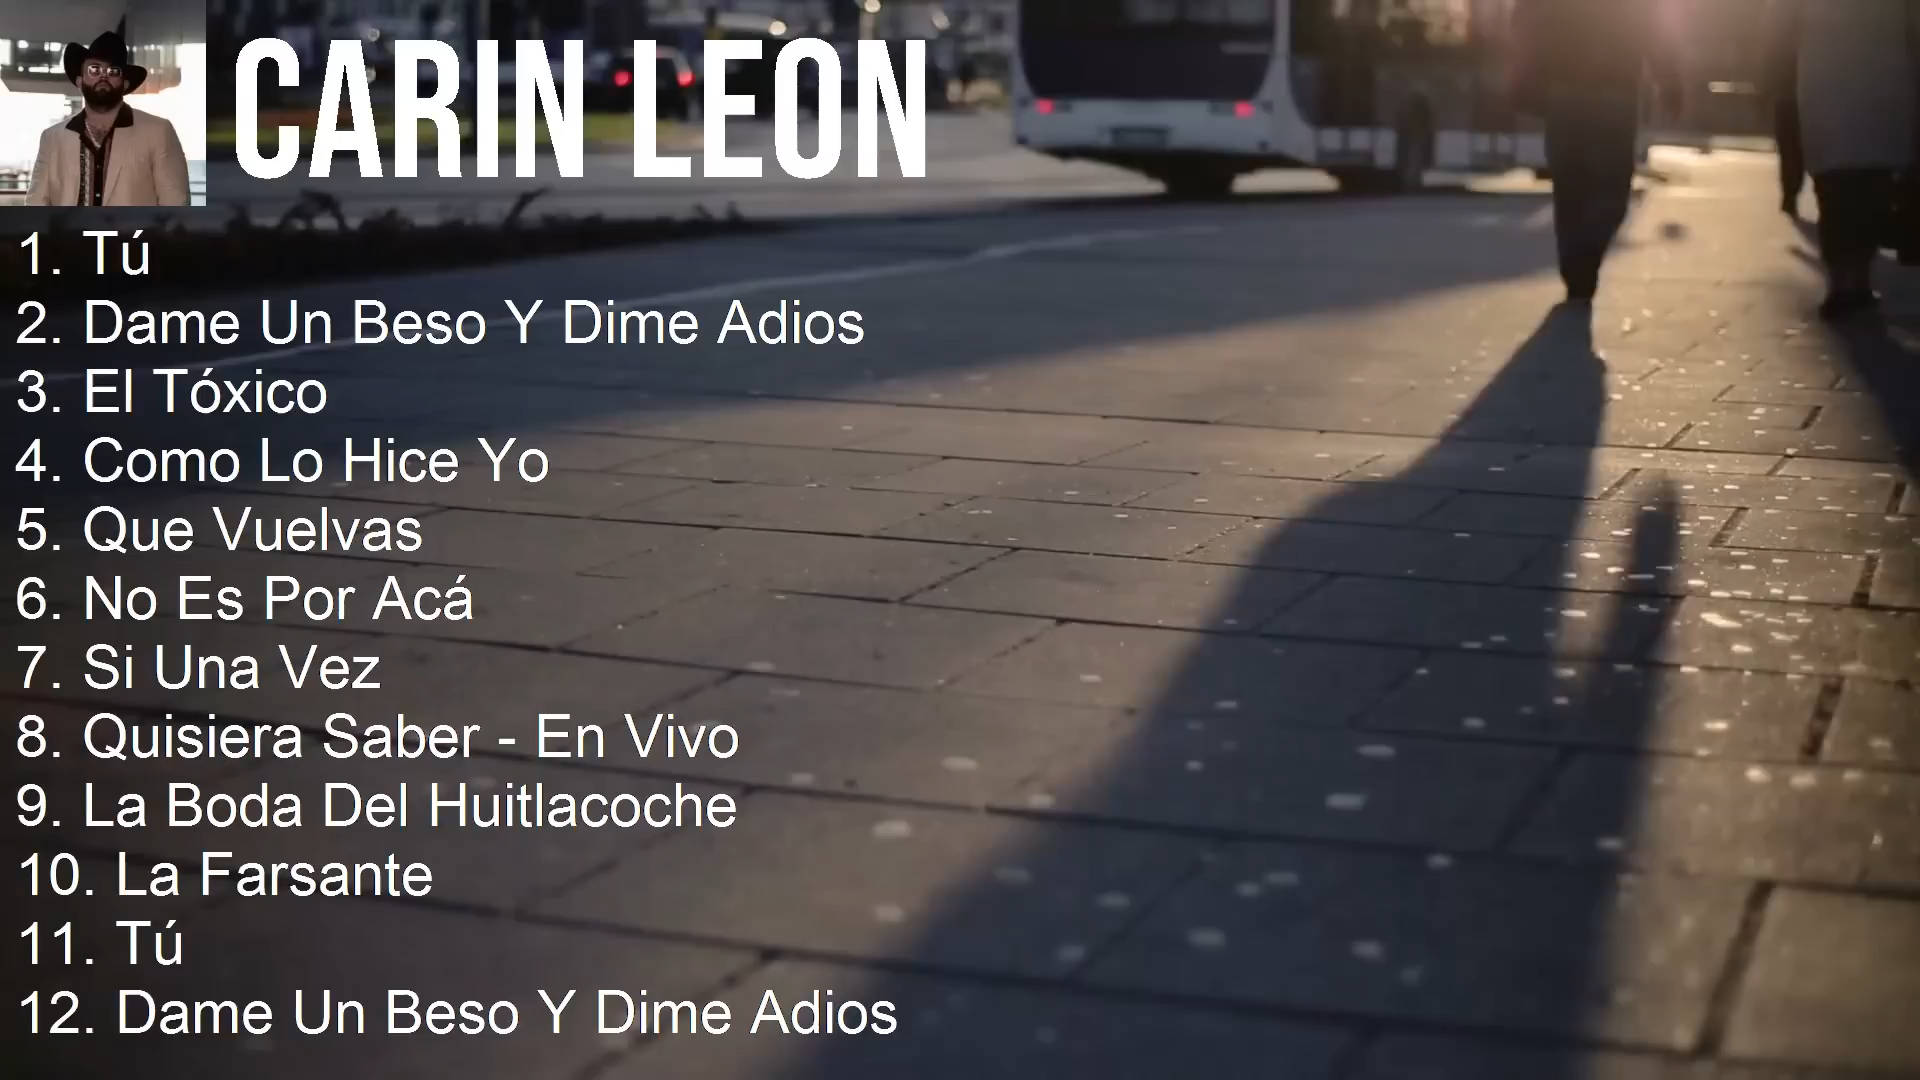 CARIN LEON
1. Tú
2. Dame Un Beso Y Dime Adios
3. El Tóxico
4. Como Lo Hice Yo
5. Que Vuelvas
6. No Es Por Acá
7. Si Una Vez
8. Quisiera Saber - En Vivo
9. La Boda Del Huitlacoche
10. La Farsante
11. Tú
12. Dame Un Beso Y Dime Adios